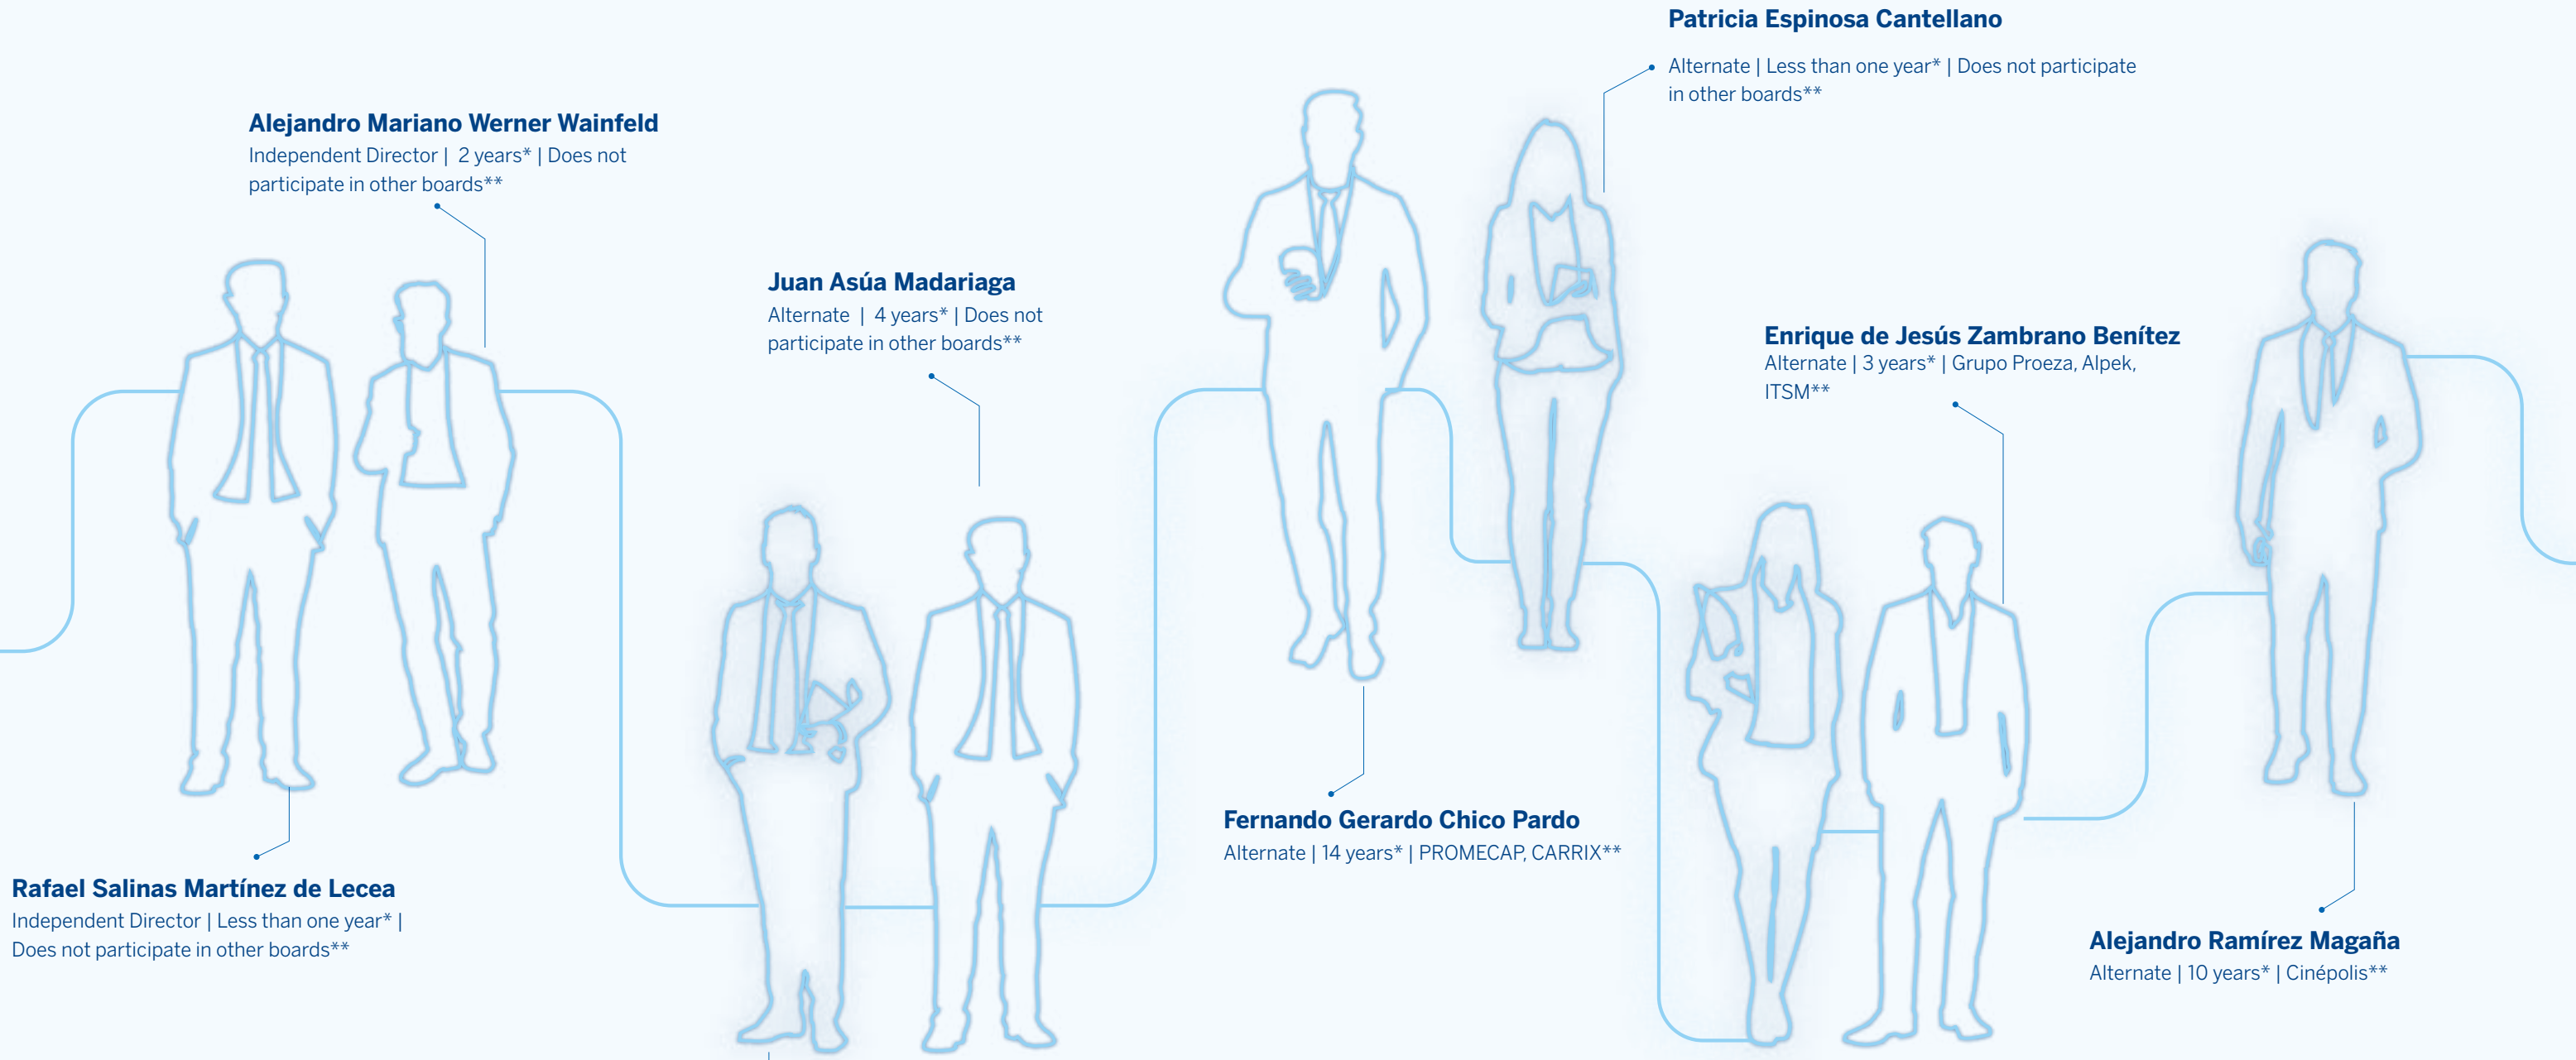 Patricia Espinosa Cantellano
Alternate | Less than one year* | Does not participate
in other boards**
Alejandro Mariano Werner Wainfeld
Independent Director | 2 years* | Does not
participate in other boards**
Juan Asúa Madariaga
Alternate | 4 years* | Does not
participate in other boards**
Enrique de Jesús Zambrano Benítez
Alternate | 3 years* | Grupo Proeza, Alpek,
ITSM**
Fernando Gerardo Chico Pardo
Alternate | 14 years* | PROMECAP, CARRIX**
Rafael Salinas Martínez de Lecea
Independent Director | Less than one year* |
Does not participate in other boards**
Alejandro Ramírez Magaña
Alternate | 10 years* | Cinépolis**